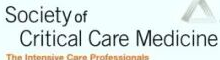 Society of
Critical Care Medicine
The Intensive Care Professionals